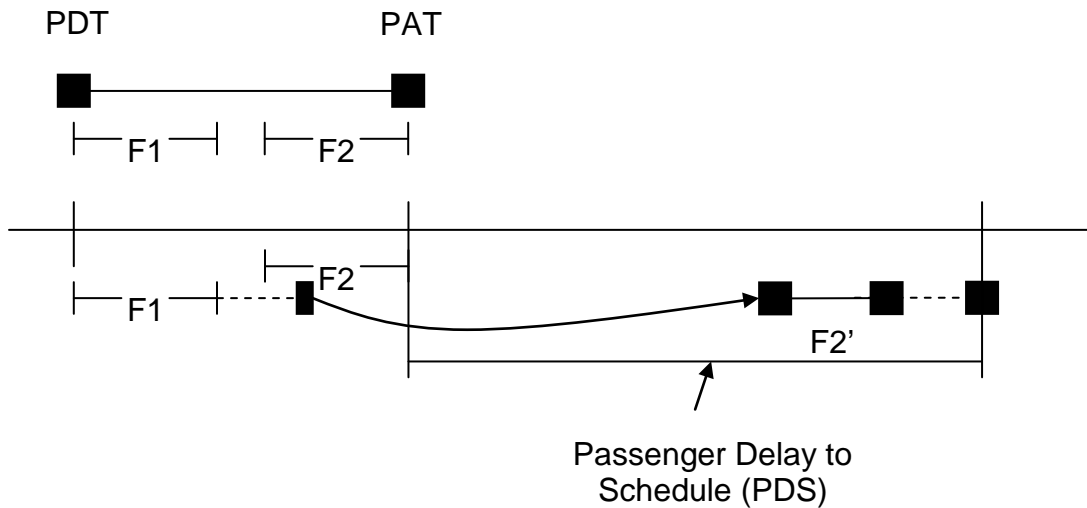 PDT PAT
F1 F2
F2
F1
F2’
Passenger Delay to
Schedule (PDS)